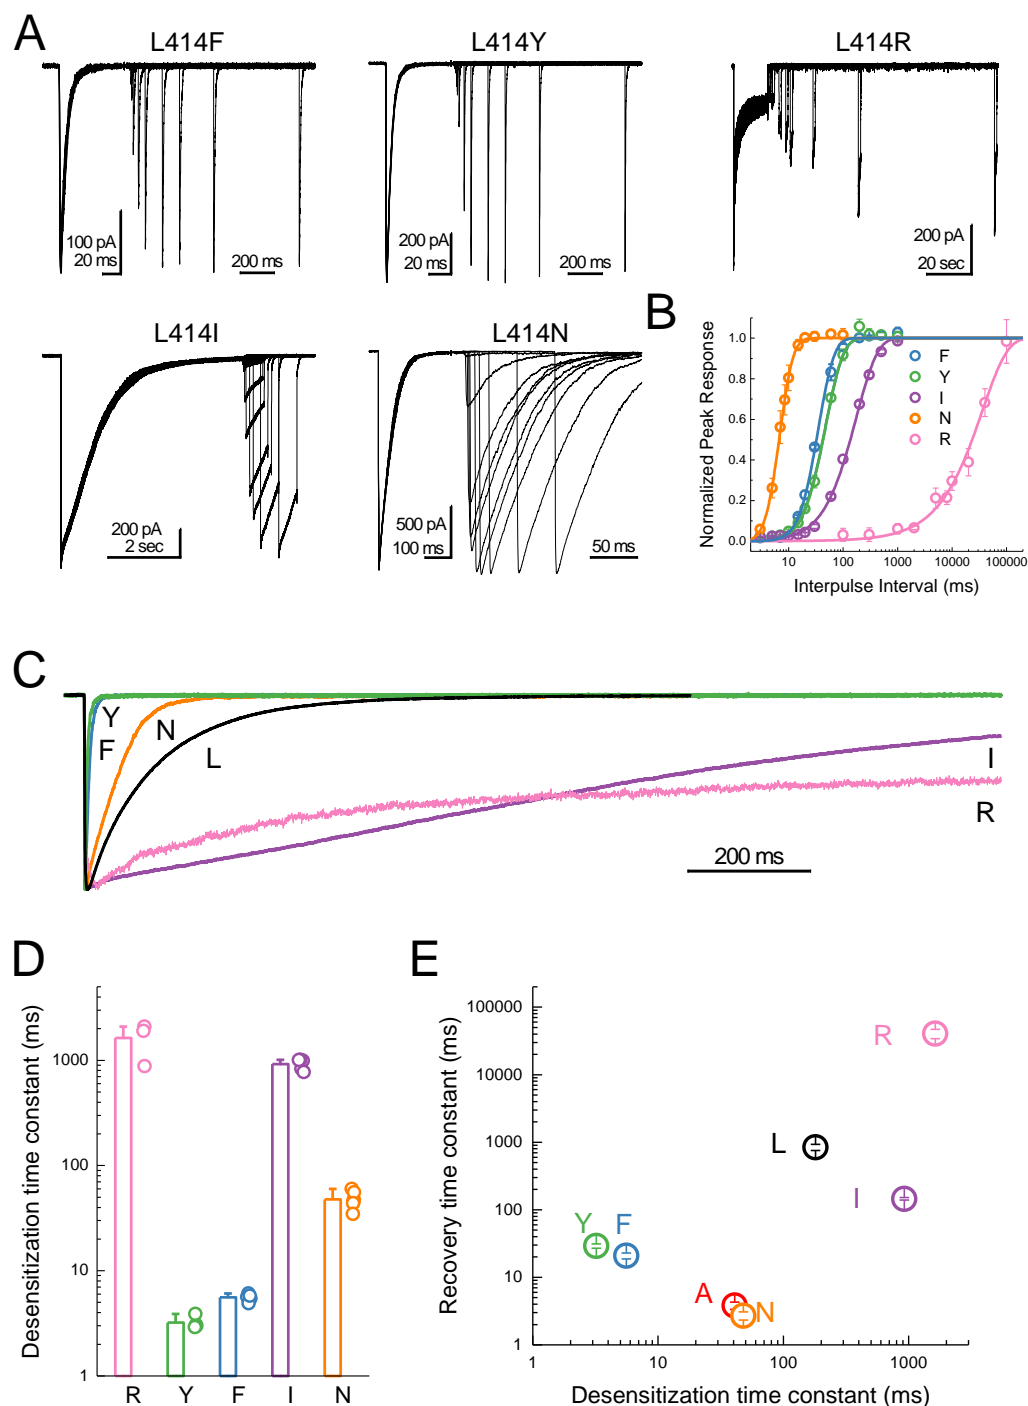 A
L414F
L414Y
L414R
100 pA
20 ms
200 ms
200 pA
20 ms
200 ms
200 pA
20 sec
L414I
L414N
200 pA
2 sec
500 pA
100 ms
50 ms
B
Normalized Peak Response
1.0
0.8
0.6
0.4
0.2
0.0
F
Y
I
N
R
10
100
1000
10000
100000
Interpulse Interval (ms)
C
Y
F
N
L
I
R
200 ms
D
Desensitization time constant (ms)
1000
100
10
1
R
Y
F
I
N
E
Recovery time constant (ms)
100000
10000
1000
100
10
1
R
L
I
Y
F
A
N
1
10
100
1000
Desensitization time constant (ms)